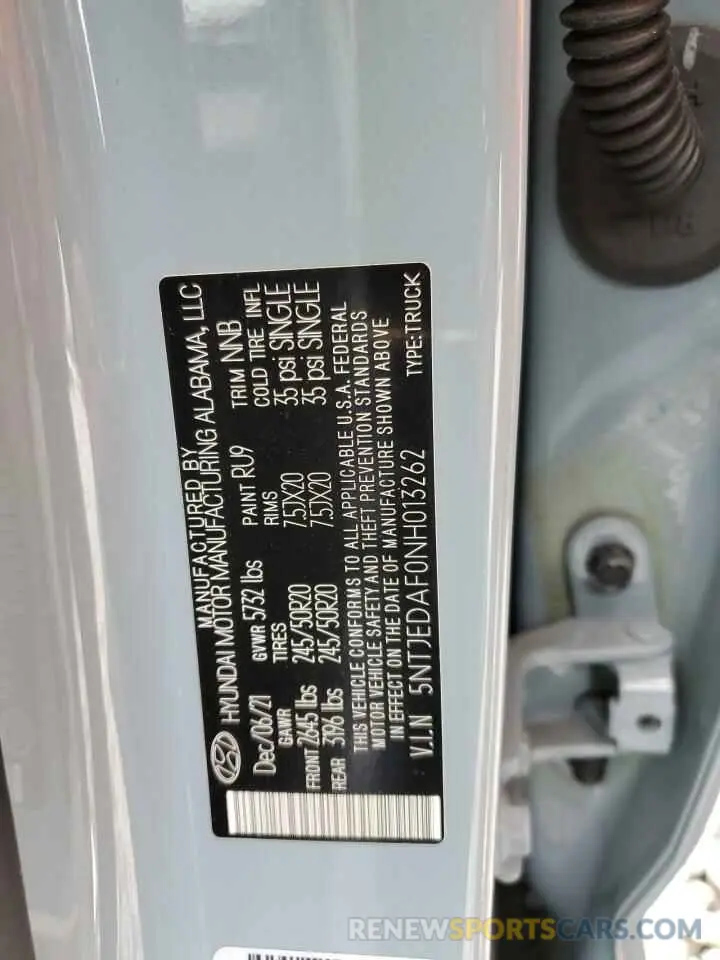 MANUFACTURED BY
HYUNDAI MOTOR MANUFACTURING ALABAMA, LLC
Dec/06/21 GVWR 5732 lbs PAINT RU9 TRIM NNB
GAWR TIRES RIMS COLD TIRE INFL
FRONT 2645 lbs 245/50R20 7.5JX20 35 psi SINGLE
REAR 3196 lbs 245/50R20 7.5JX20 35 psi SINGLE
THIS VEHICLE CONFORMS TO ALL APPLICABLE U.S.A. FEDERAL
MOTOR VEHICLE SAFETY AND THEFT PREVENTION STANDARDS
IN EFFECT ON THE DATE OF MANUFACTURE SHOWN ABOVE
V.I.N 5NTJEDAF0NH013262 TYPE:TRUCK
RENEWSPORTSCARS.COM